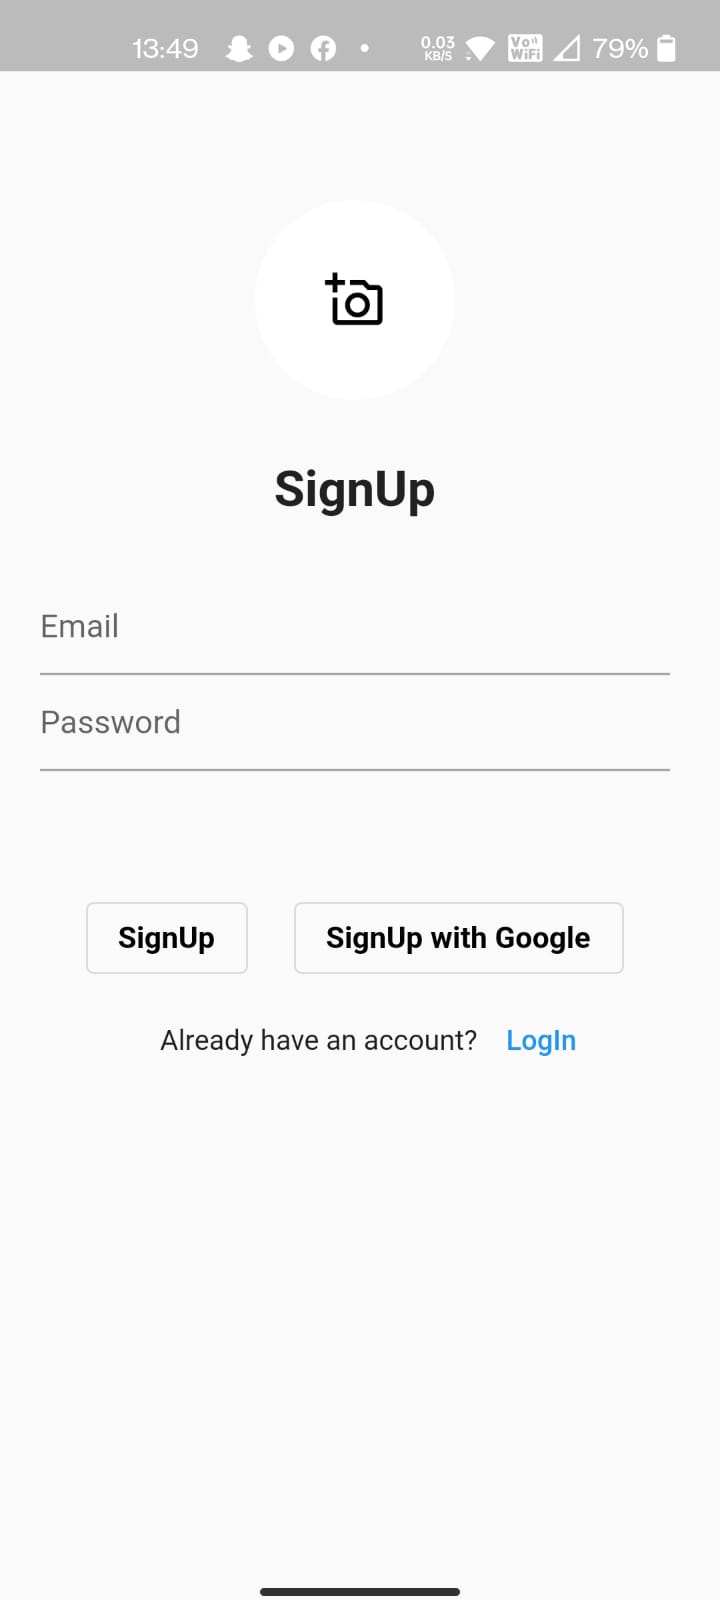 13:49 0.03 KB/S Vo WiFi 79%
SignUp
Email
Password
SignUp SignUp with Google
Already have an account? LogIn